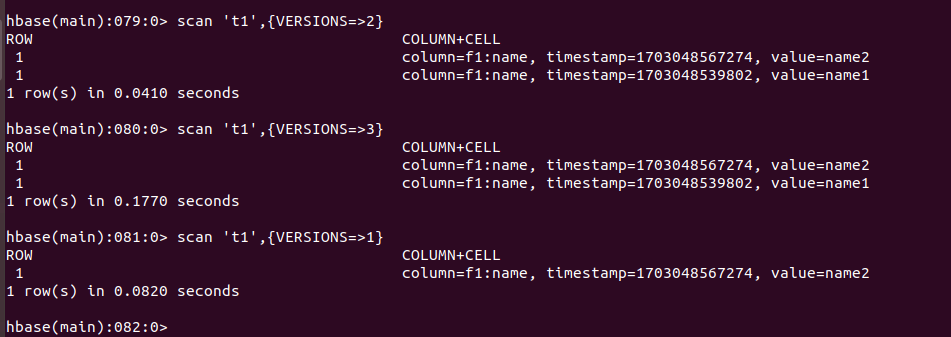 hbase(main):079:0> scan 't1',{VERSIONS=>2}
ROW COLUMN+CELL
1 column=f1:name, timestamp=1703048567274, value=name2
1 column=f1:name, timestamp=1703048539802, value=name1
1 row(s) in 0.0410 seconds
hbase(main):080:0> scan 't1',{VERSIONS=>3}
ROW COLUMN+CELL
1 column=f1:name, timestamp=1703048567274, value=name2
1 column=f1:name, timestamp=1703048539802, value=name1
1 row(s) in 0.1770 seconds
hbase(main):081:0> scan 't1',{VERSIONS=>1}
ROW COLUMN+CELL
1 column=f1:name, timestamp=1703048567274, value=name2
1 row(s) in 0.0820 seconds
hbase(main):082:0>